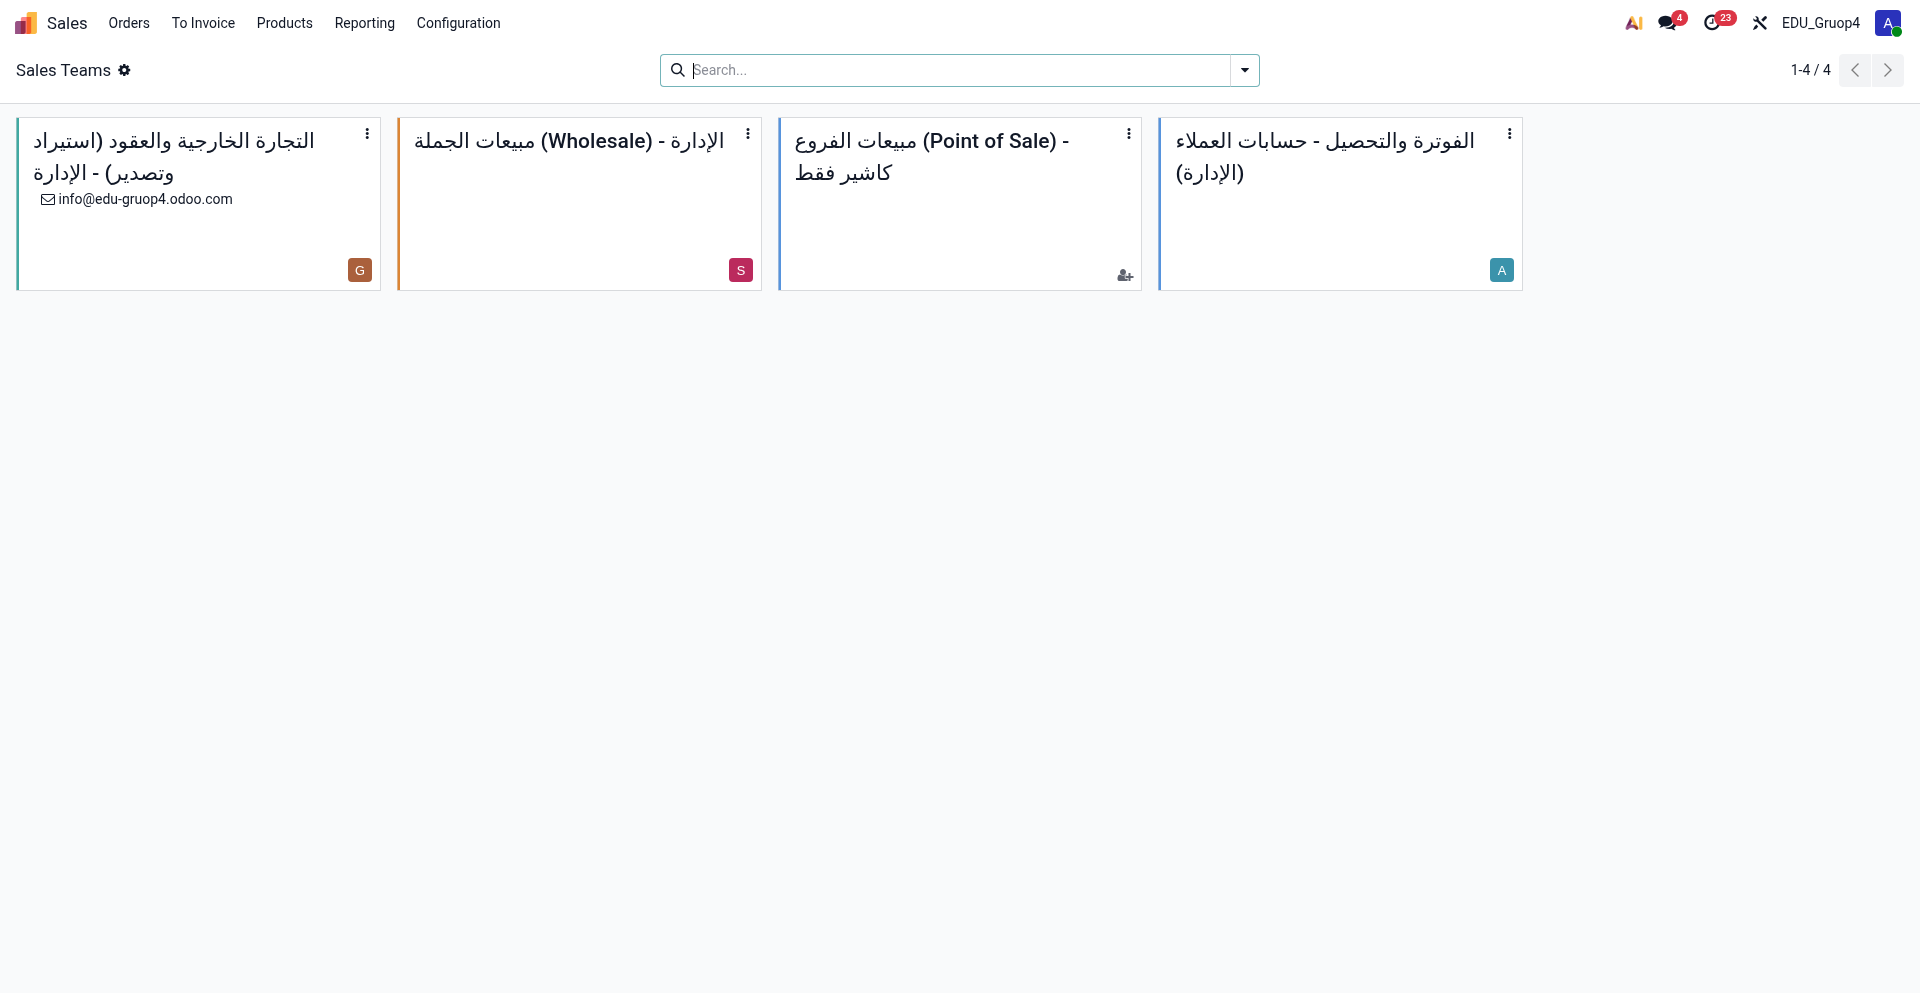 Sales
Orders
To Invoice
Products
Reporting
Configuration
AI
4
23
EDU_Gruop4
A
Sales Teams
Search...
1-4 / 4
التجارة الخارجية والعقود (استيراد
وتصدير) - الإدارة
info@edu-gruop4.odoo.com
G
مبيعات الجملة (Wholesale) - الإدارة
S
مبيعات الفروع (Point of Sale) -
كاشير فقط
الفوترة والتحصيل - حسابات العملاء
(الإدارة)
A